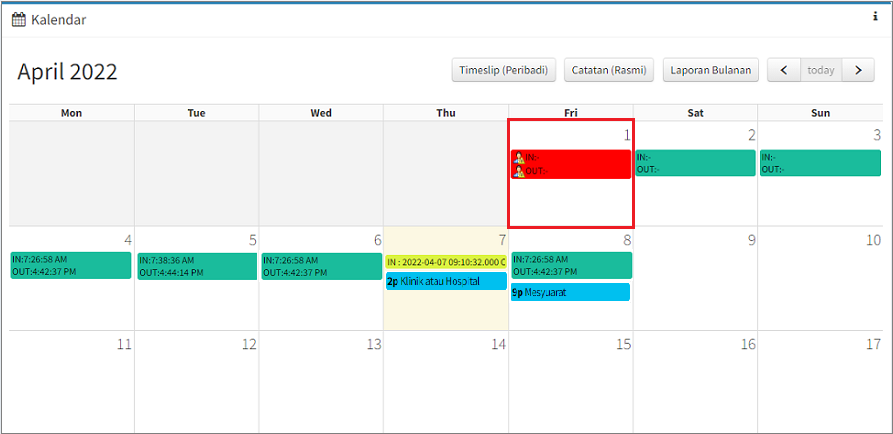 Kalendar
i
April 2022
Timeslip (Peribadi) Catatan (Rasmi) Laporan Bulanan < today >
Mon Tue Wed Thu Fri Sat Sun
1 2 3
IN:- IN:- IN:-
OUT:- OUT:- OUT:-
4 5 6 7 8 9 10
IN:7:26:58 AM IN:7:38:36 AM IN:7:26:58 AM IN : 2022-04-07 09:10:32.000 O IN:7:26:58 AM
OUT:4:42:37 PM OUT:4:44:14 PM OUT:4:42:37 PM OUT:4:42:37 PM
2p Klinik atau Hospital 9p Mesyuarat
11 12 13 14 15 16 17